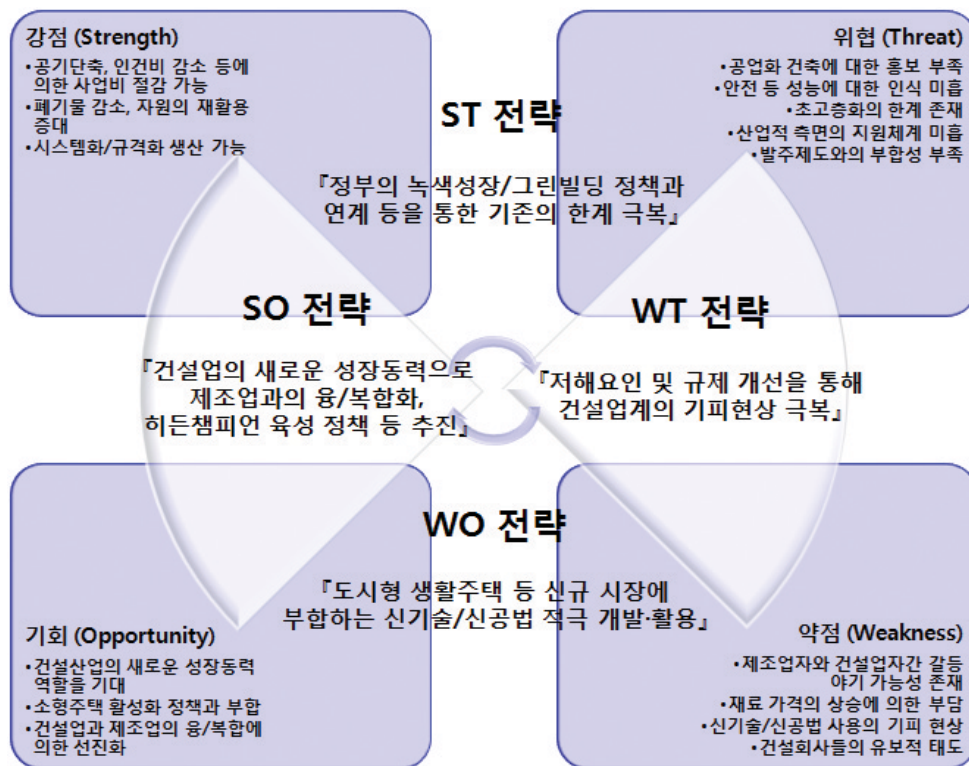 강점 (Strength)
•공기단축, 인건비 감소 등에
의한 사업비 절감 가능
•폐기물 감소, 자원의 재활용
증대
•시스템화/규격화 생산 가능
위협 (Threat)
•공업화 건축에 대한 홍보 부족
•안전 등 성능에 대한 인식 미흡
•초고층화의 한계 존재
•산업적 측면의 지원체계 미흡
•발주제도와의 부합성 부족
ST 전략
『정부의 녹색성장/그린빌딩 정책과
연계 등을 통한 기존의 한계 극복』
SO 전략
『건설업의 새로운 성장동력으로
제조업과의 융/복합화,
히든챔피언 육성 정책 등 추진』
WT 전략
『저해요인 및 규제 개선을 통해
건설업계의 기피현상 극복』
WO 전략
『도시형 생활주택 등 신규 시장에
부합하는 신기술/신공법 적극 개발·활용』
기회 (Opportunity)
•건설산업의 새로운 성장동력
역할을 기대
•소형주택 활성화 정책과 부합
•건설업과 제조업의 융/복합에
의한 선진화
약점 (Weakness)
•제조업자와 건설업자간 갈등
야기 가능성 존재
•재료 가격의 상승에 의한 부담
•신기술/신공법 사용의 기피 현상
•건설회사들의 유보적 태도